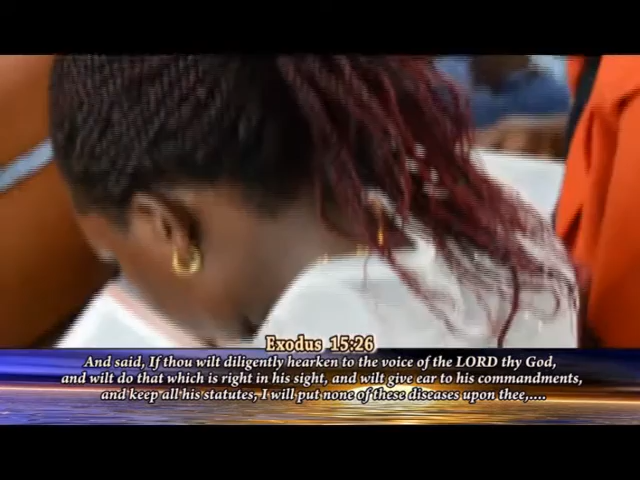 Exodus 15:26
And said, If thou wilt diligently hearken to the voice of the LORD thy God,
and wilt do that which is right in his sight, and wilt give ear to his commandments,
and keep all his statutes, I will put none of these diseases upon thee,....